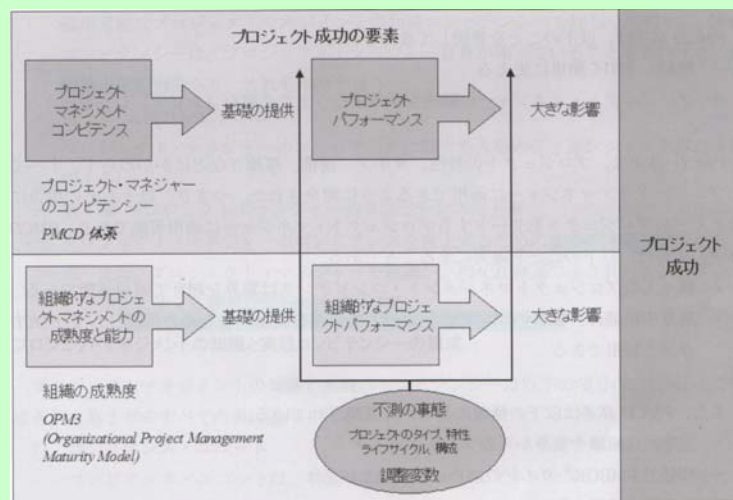 プロジェクト成功の要素
プロジェクト
マネジメント
コンピテンス
基礎の提供
プロジェクト
パフォーマンス
大きな影響
プロジェクト・マネジャー
のコンピテンシー
PMCD 体系
プロジェクト
成功
組織的なプロジェ
クトマネジメントの
成熟度と能力
基礎の提供
組織的なプロジェ
クトパフォーマンス
大きな影響
組織の成熟度
OPM3
(Organizational Project Management
Maturity Model)
不測の事態
プロジェクトのタイプ、特性
ライフサイクル、構成
調整変数